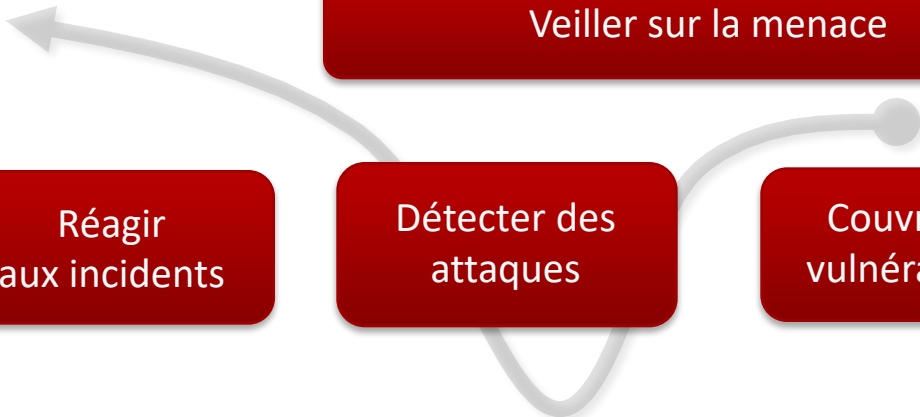 Veiller sur la menace
Réagir
aux incidents
Détecter des
attaques